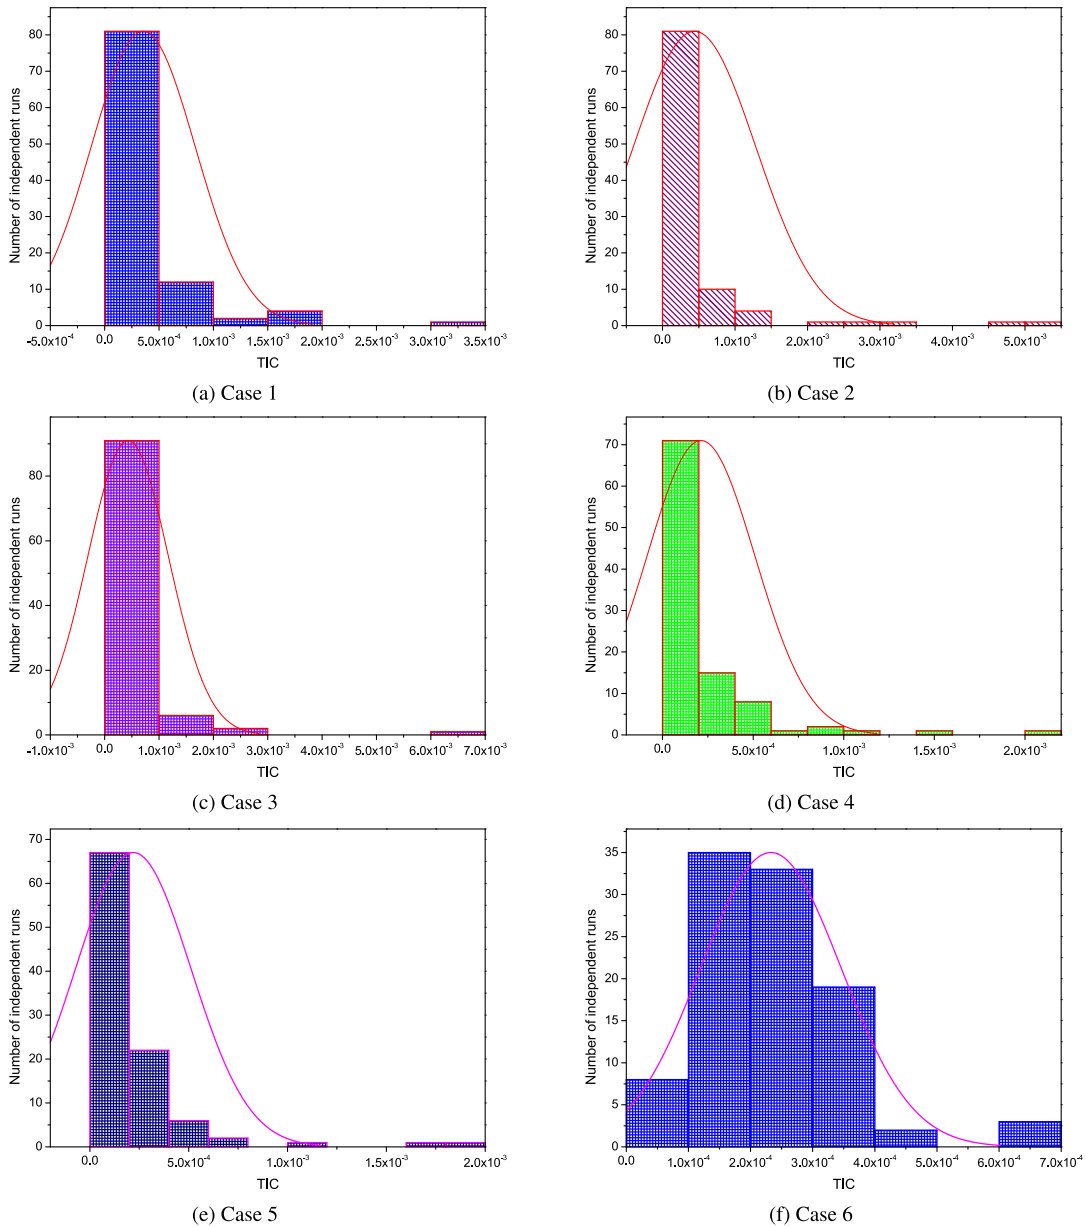 Number of independent runs
80
70
60
50
40
30
20
10
0
-5.0x10⁻⁴ 0.0 5.0x10⁻⁴ 1.0x10⁻³ 1.5x10⁻³ 2.0x10⁻³ 2.5x10⁻³ 3.0x10⁻³ 3.5x10⁻³
TIC
(a) Case 1
Number of independent runs
80
70
60
50
40
30
20
10
0
0.0 1.0x10⁻³ 2.0x10⁻³ 3.0x10⁻³ 4.0x10⁻³ 5.0x10⁻³
TIC
(b) Case 2
Number of independent runs
80
60
40
20
0
-1.0x10⁻³ 0.0 1.0x10⁻³ 2.0x10⁻³ 3.0x10⁻³ 4.0x10⁻³ 5.0x10⁻³ 6.0x10⁻³ 7.0x10⁻³
TIC
(c) Case 3
Number of independent runs
70
60
50
40
30
20
10
0
0.0 5.0x10⁻⁴ 1.0x10⁻³ 1.5x10⁻³ 2.0x10⁻³
TIC
(d) Case 4
Number of independent runs
70
60
50
40
30
20
10
0
0.0 5.0x10⁻⁴ 1.0x10⁻³ 1.5x10⁻³ 2.0x10⁻³
TIC
(e) Case 5
Number of independent runs
35
30
25
20
15
10
5
0
0.0 1.0x10⁻⁴ 2.0x10⁻⁴ 3.0x10⁻⁴ 4.0x10⁻⁴ 5.0x10⁻⁴ 6.0x10⁻⁴ 7.0x10⁻⁴
TIC
(f) Case 6